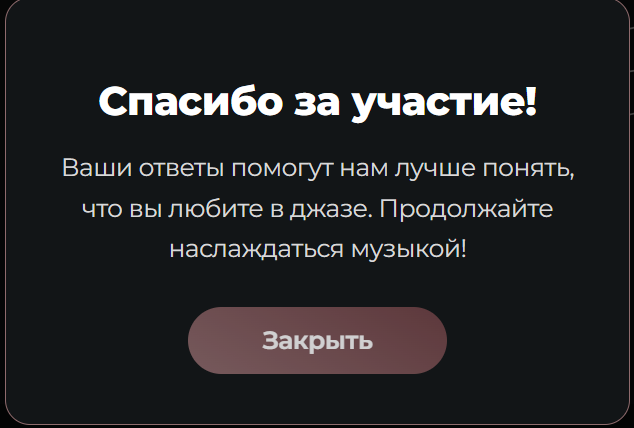 Спасибо за участие!
Ваши ответы помогут нам лучше понять,
что вы любите в джазе. Продолжайте
наслаждаться музыкой!
Закрыть